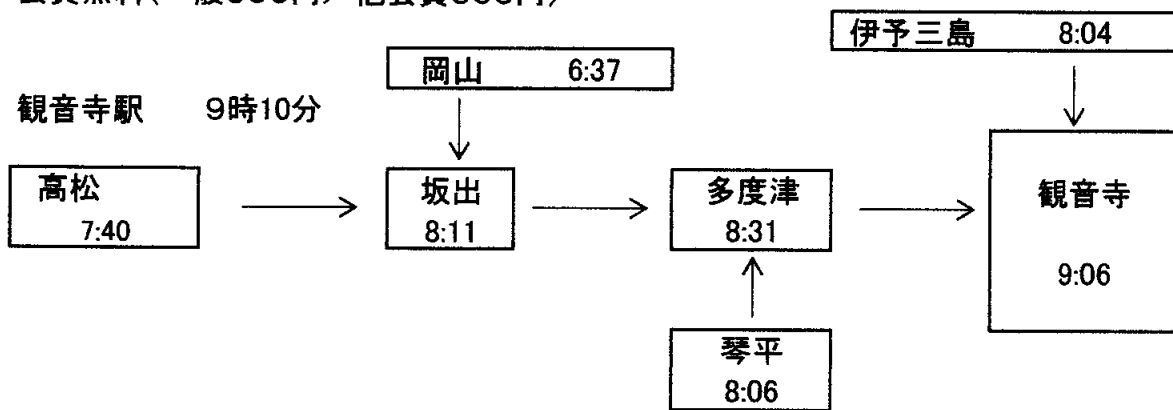 伊予三島 8:04
岡山 6:37
観音寺駅 9時10分
高松
7:40
坂出
8:11
多度津
8:31
観音寺
9:06
琴平
8:06